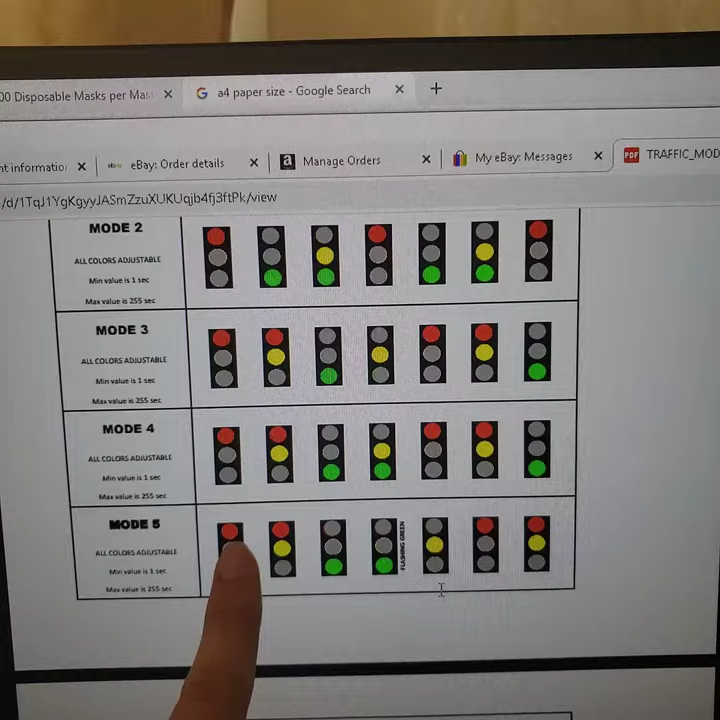 00 Disposable Masks per Mas
a4 paper size - Google Search
nt informatior
ebay
eBay: Order details
a
Manage Orders
My eBay: Messages
PDF
TRAFFIC_MOD
/d/1TqJ1YgKgyyJASmZzuXUKUqjb4fj3ftPk/view
MODE 2
ALL COLORS ADJUSTABLE
Min value is 1 sec
Max value is 255 sec
MODE 3
ALL COLORS ADJUSTABLE
Min value is 1 sec
Max value is 255 sec
MODE 4
ALL COLORS ADJUSTABLE
Min value is 1 sec
Max value is 255 sec
MODE 5
ALL COLORS ADJUSTABLE
Min value is 1 sec
Max value is 255 sec
FLASHING GREEN